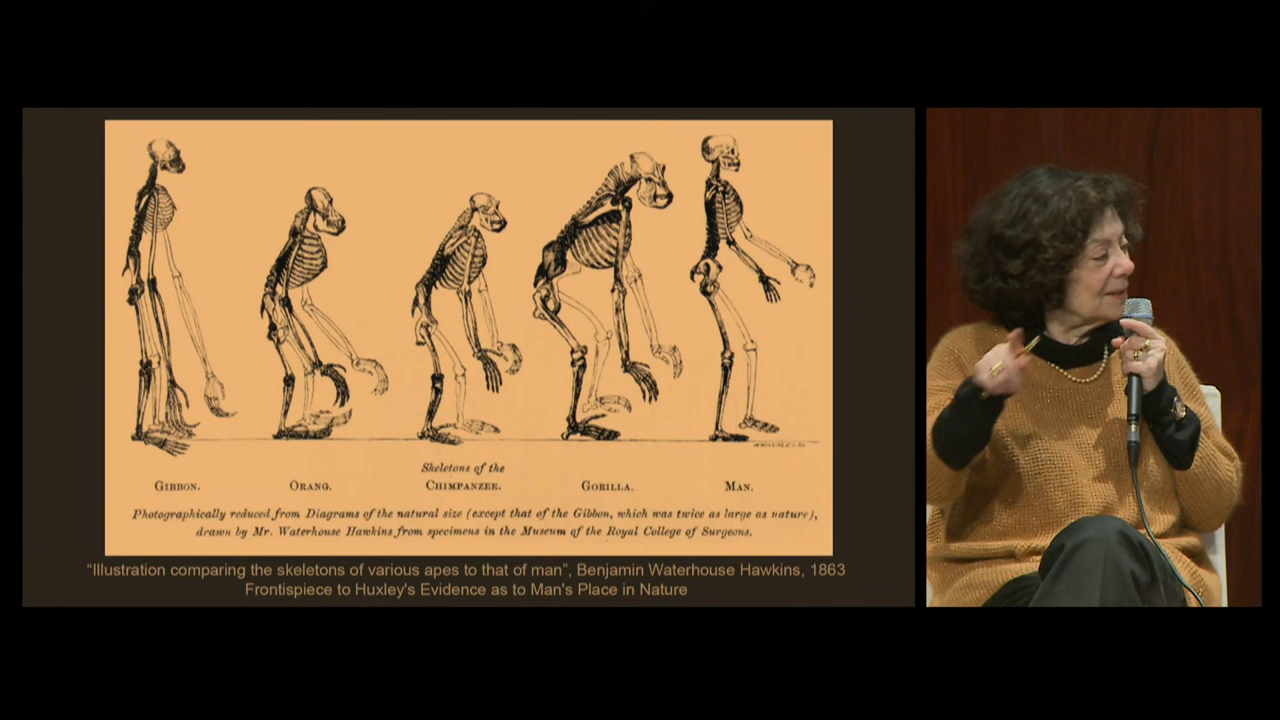 Skeletons of the
GIBBON. ORANG. CHIMPANZEE. GORILLA. MAN.
Photographically reduced from Diagrams of the natural size (except that of the Gibbon, which was twice as large as nature),
drawn by Mr. Waterhouse Hawkins from specimens in the Museum of the Royal College of Surgeons.
“Illustration comparing the skeletons of various apes to that of man”, Benjamin Waterhouse Hawkins, 1863
Frontispiece to Huxley's Evidence as to Man's Place in Nature